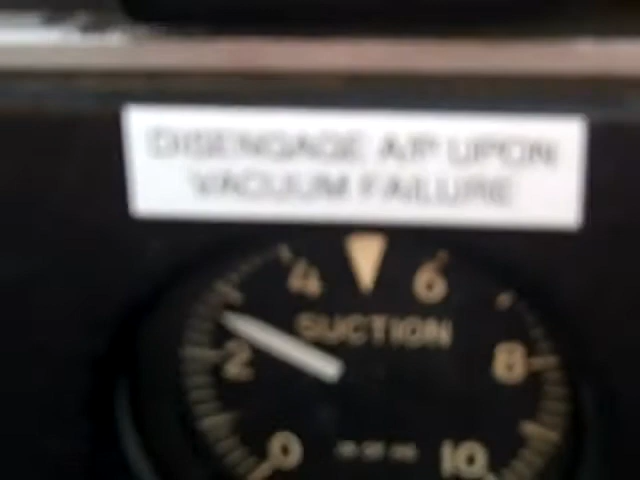 DISENGAGE A/P UPON
VACUUM FAILURE
4 6
SUCTION
2 8
0 10